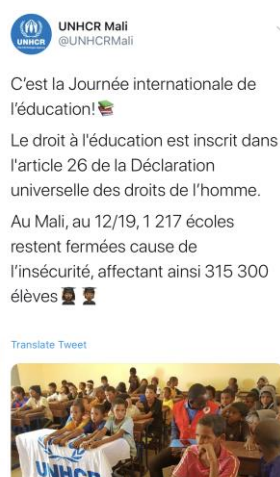 UNHCR
UNHCR Mali
@UNHCRMali
C'est la Journée internationale de
l'éducation!
Le droit à l'éducation est inscrit dans
l'article 26 de la Déclaration
universelle des droits de l'homme.
Au Mali, au 12/19, 1 217 écoles
restent fermées cause de
l'insécurité, affectant ainsi 315 300
élèves
Translate Tweet
UNHCR